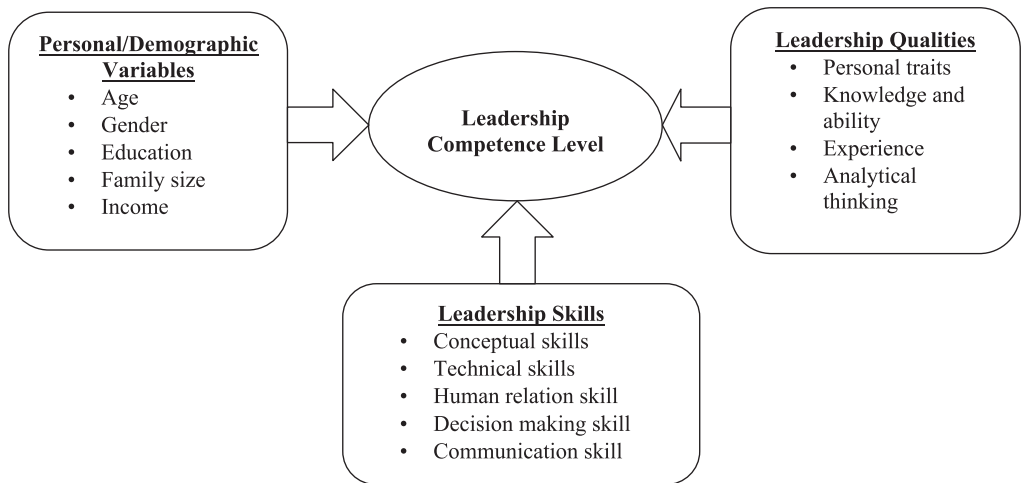 Personal/Demographic
Variables
• Age
• Gender
• Education
• Family size
• Income
Leadership
Competence Level
Leadership Qualities
• Personal traits
• Knowledge and
ability
• Experience
• Analytical
thinking
Leadership Skills
• Conceptual skills
• Technical skills
• Human relation skill
• Decision making skill
• Communication skill